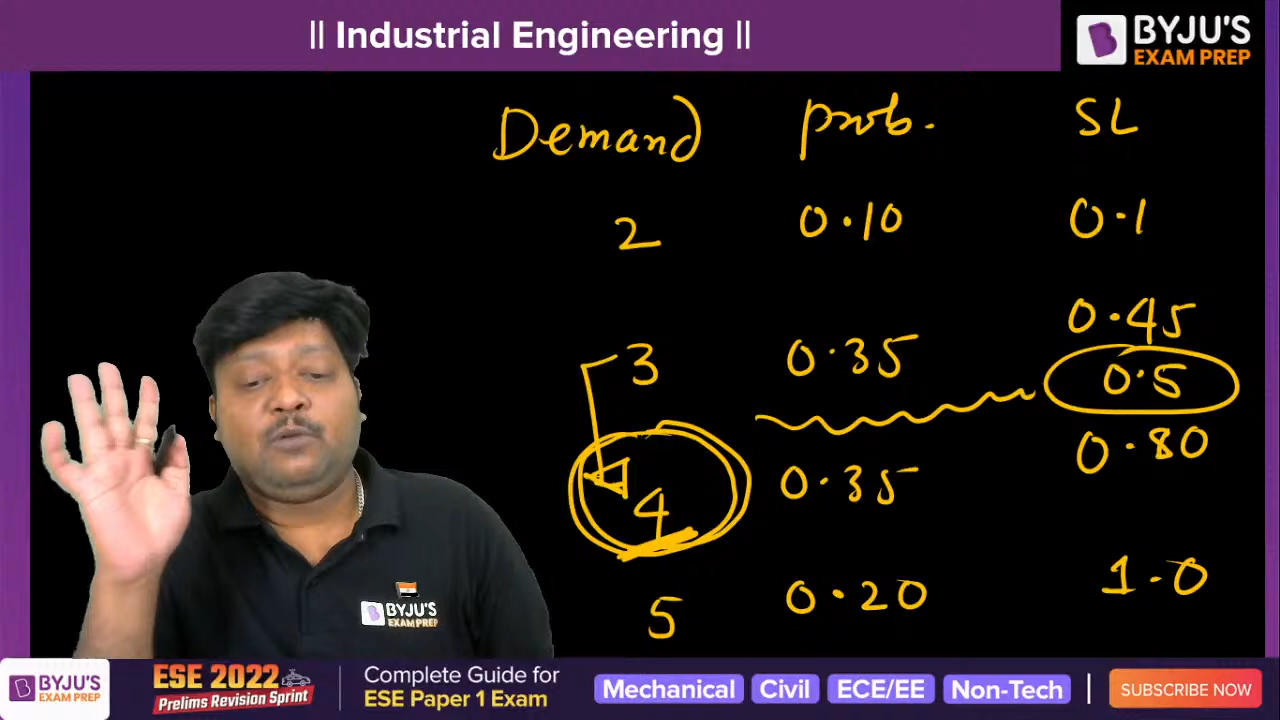 || Industrial Engineering ||
BYJU'S
EXAM PREP
Demand prob. SL
2 0.10 0.1
3 0.35 0.45
0.5
4 0.35 0.80
5 0.20 1.0
BYJU'S
EXAM PREP
BYJU'S
EXAM PREP
ESE 2022
Prelims Revision Sprint
Complete Guide for
ESE Paper 1 Exam
Mechanical Civil ECE/EE Non-Tech
SUBSCRIBE NOW